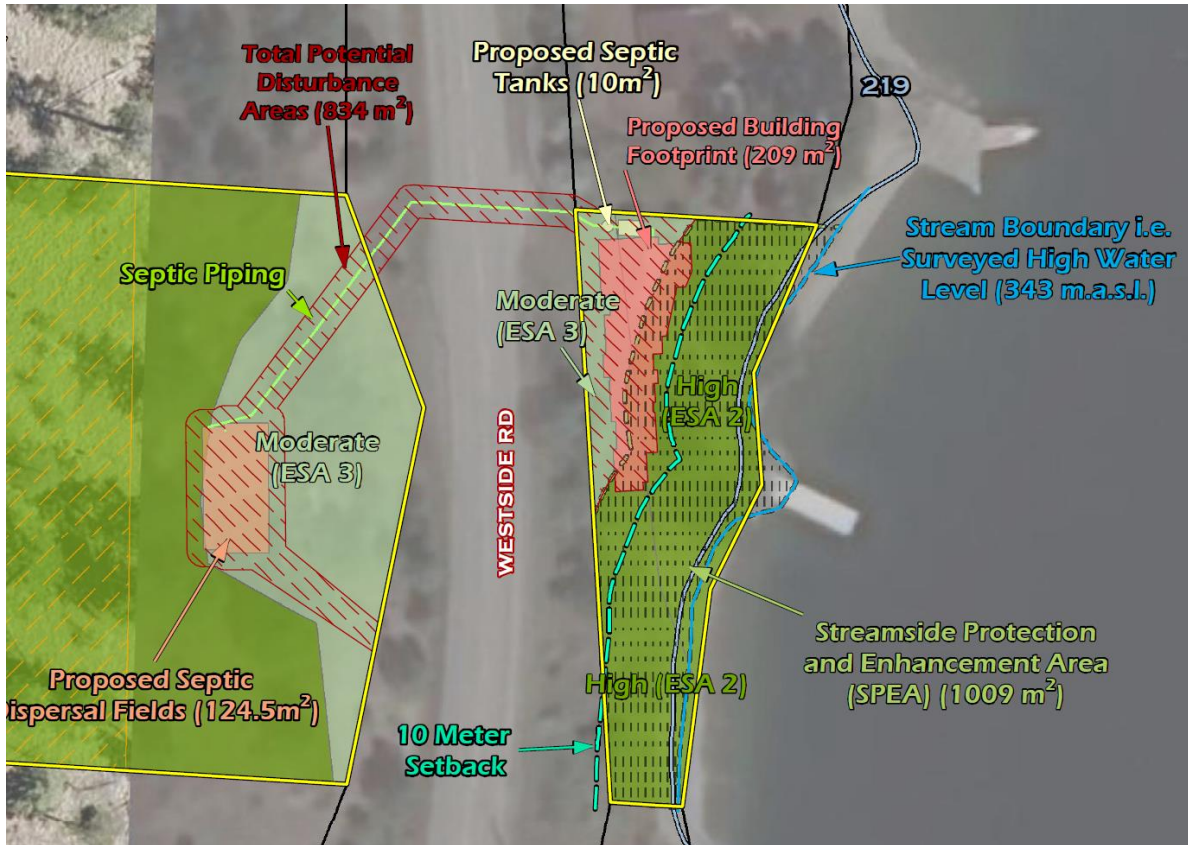 Total Potential
Disturbance
Areas (834 m²)
Proposed Septic
Tanks (10m²)
219
Proposed Building
Footprint (209 m²)
Stream Boundary i.e.
Surveyed High Water
Level (343 m.a.s.l.)
Septic Piping
Moderate
(ESA 3)
High
(ESA 2)
Moderate
(ESA 3)
WESTSIDE RD
Streamside Protection
and Enhancement Area
(SPEA) (1009 m²)
High (ESA 2)
Proposed Septic
Dispersal Fields (124.5m²)
10 Meter
Setback